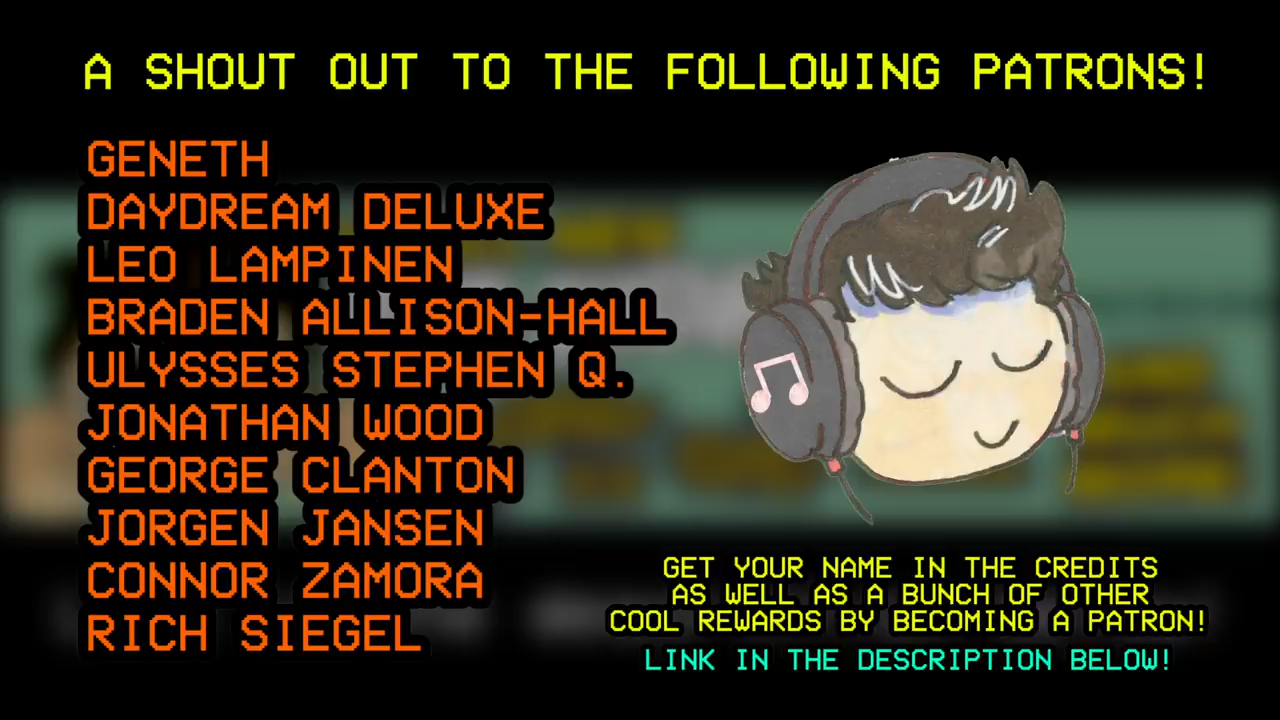 A SHOUT OUT TO THE FOLLOWING PATRONS!
GENETH
DAYDREAM DELUXE
LEO LAMPINEN
BRADEN ALLISON-HALL
ULYSSES STEPHEN Q.
JONATHAN WOOD
GEORGE CLANTON
JORGEN JANSEN
CONNOR ZAMORA
RICH SIEGEL
GET YOUR NAME IN THE CREDITS
AS WELL AS A BUNCH OF OTHER
COOL REWARDS BY BECOMING A PATRON!
LINK IN THE DESCRIPTION BELOW!